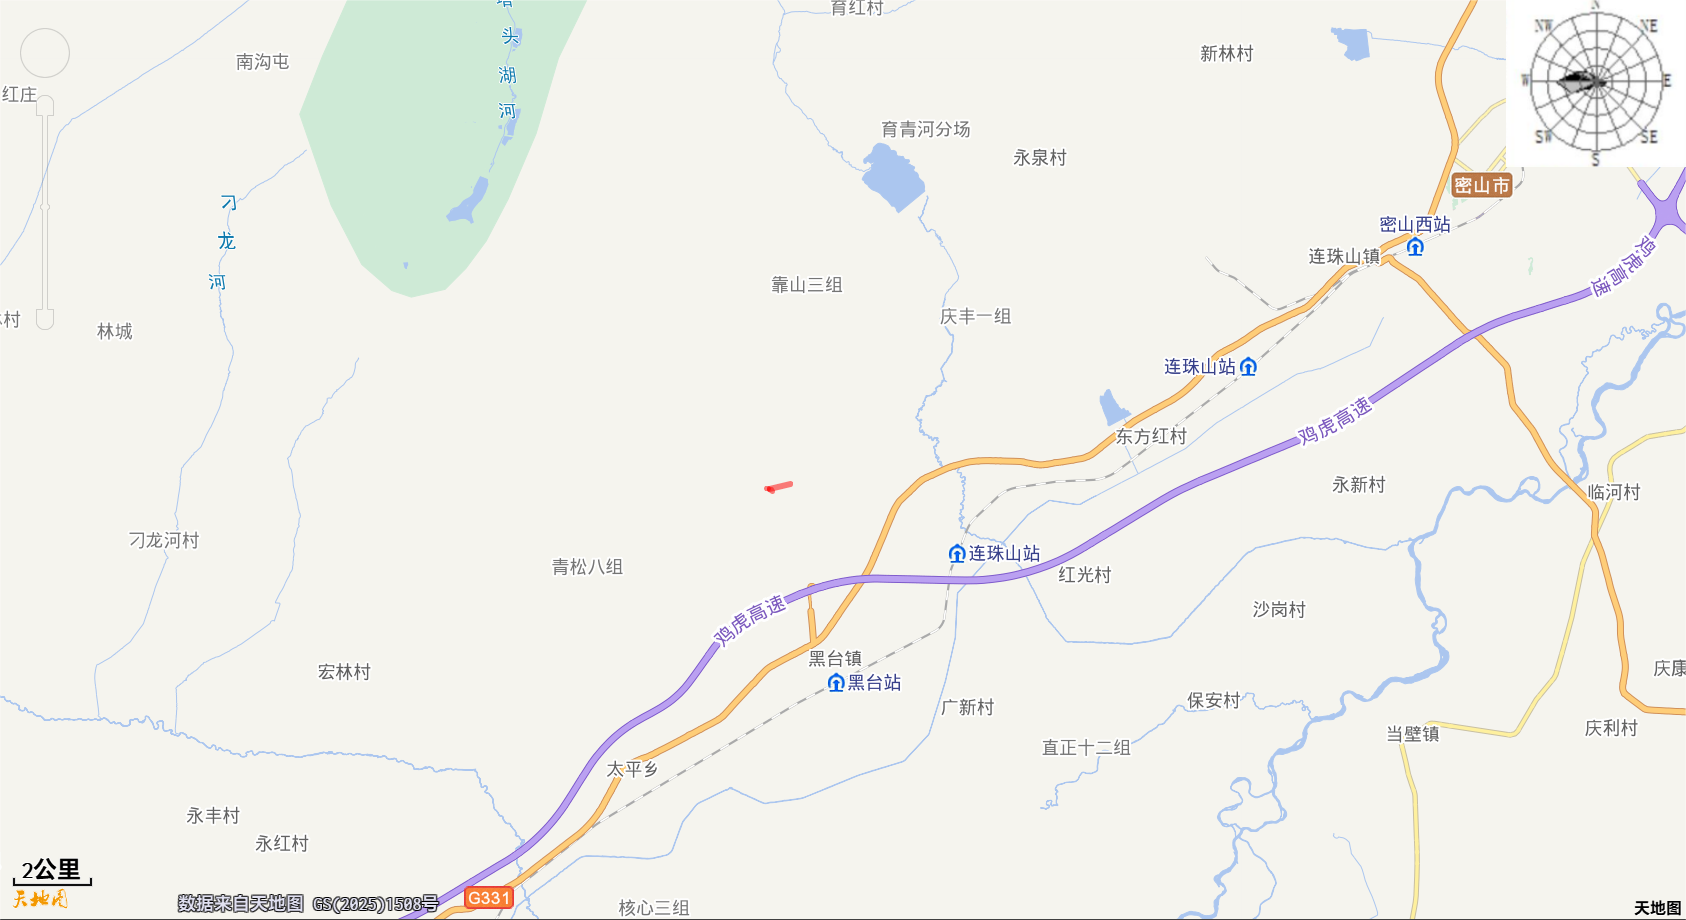 塔头湖河
育红村
N
NW
NE
南沟屯
新林村
W
E
红庄
育青河分场
SW
SE
永泉村
S
密山市
刁龙河
密山西站
连珠山镇
鸡虎高速
靠山三组
庆丰一组
村
林城
连珠山站
鸡虎高速
东方红村
永新村
临河村
刁龙河村
连珠山站
青松八组
红光村
沙岗村
鸡虎高速
黑台镇
宏林村
庆康
黑台站
保安村
广新村
庆利村
当壁镇
直正十二组
太平乡
永丰村
永红村
2公里
天地图
G331
数据来自天地图 GS(2025)1508号
核心三组
天地图